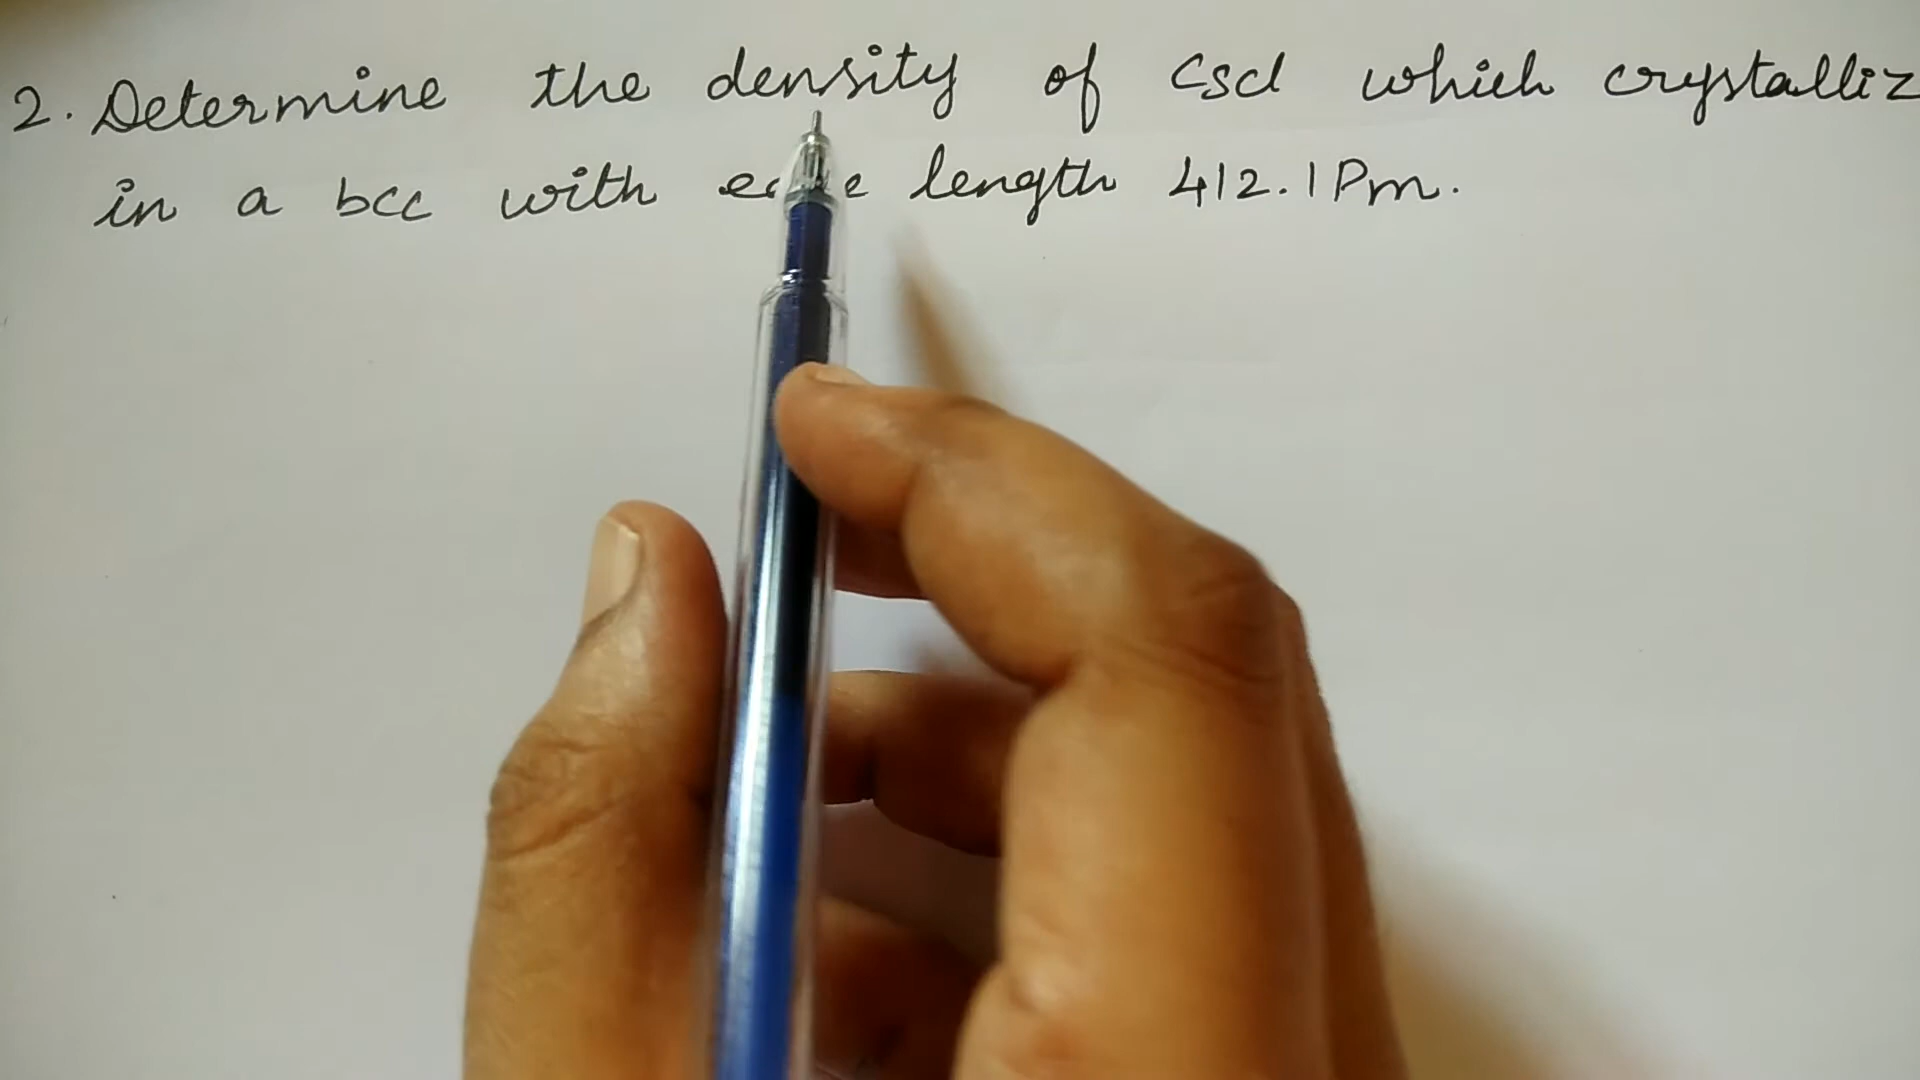 2. Determine the density of CsCl which crystalliz
in a bcc with length 412.1Pm.